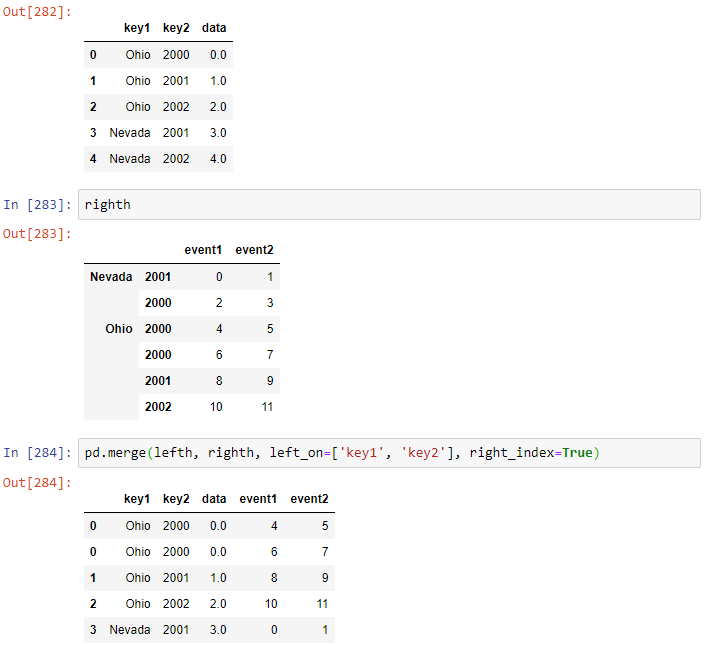 Out[282]:
key1 key2 data
0 Ohio 2000 0.0
1 Ohio 2001 1.0
2 Ohio 2002 2.0
3 Nevada 2001 3.0
4 Nevada 2002 4.0
In [283]: righth
Out[283]:
event1 event2
Nevada 2001 0 1
2000 2 3
Ohio 2000 4 5
2000 6 7
2001 8 9
2002 10 11
In [284]: pd.merge(lefth, righth, left_on=['key1', 'key2'], right_index=True)
Out[284]:
key1 key2 data event1 event2
0 Ohio 2000 0.0 4 5
0 Ohio 2000 0.0 6 7
1 Ohio 2001 1.0 8 9
2 Ohio 2002 2.0 10 11
3 Nevada 2001 3.0 0 1